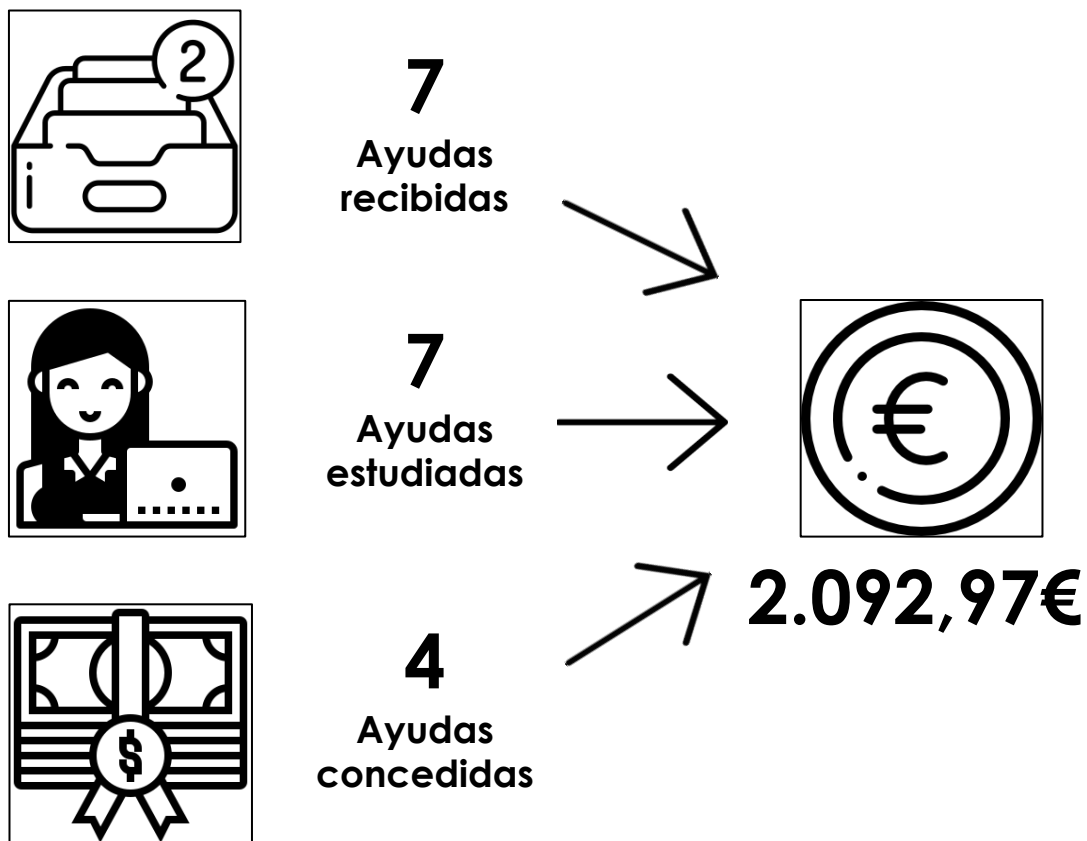 2
7
Ayudas
recibidas
7
Ayudas
estudiadas
€
2.092,97€
4
Ayudas
concedidas
$